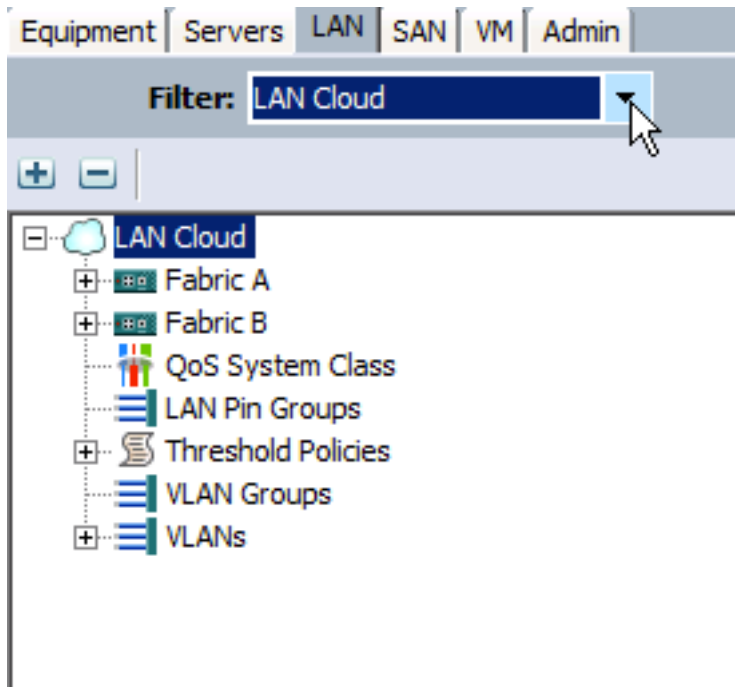 Equipment Servers LAN SAN VM Admin
Filter: LAN Cloud
LAN Cloud
Fabric A
Fabric B
QoS System Class
LAN Pin Groups
Threshold Policies
VLAN Groups
VLANs